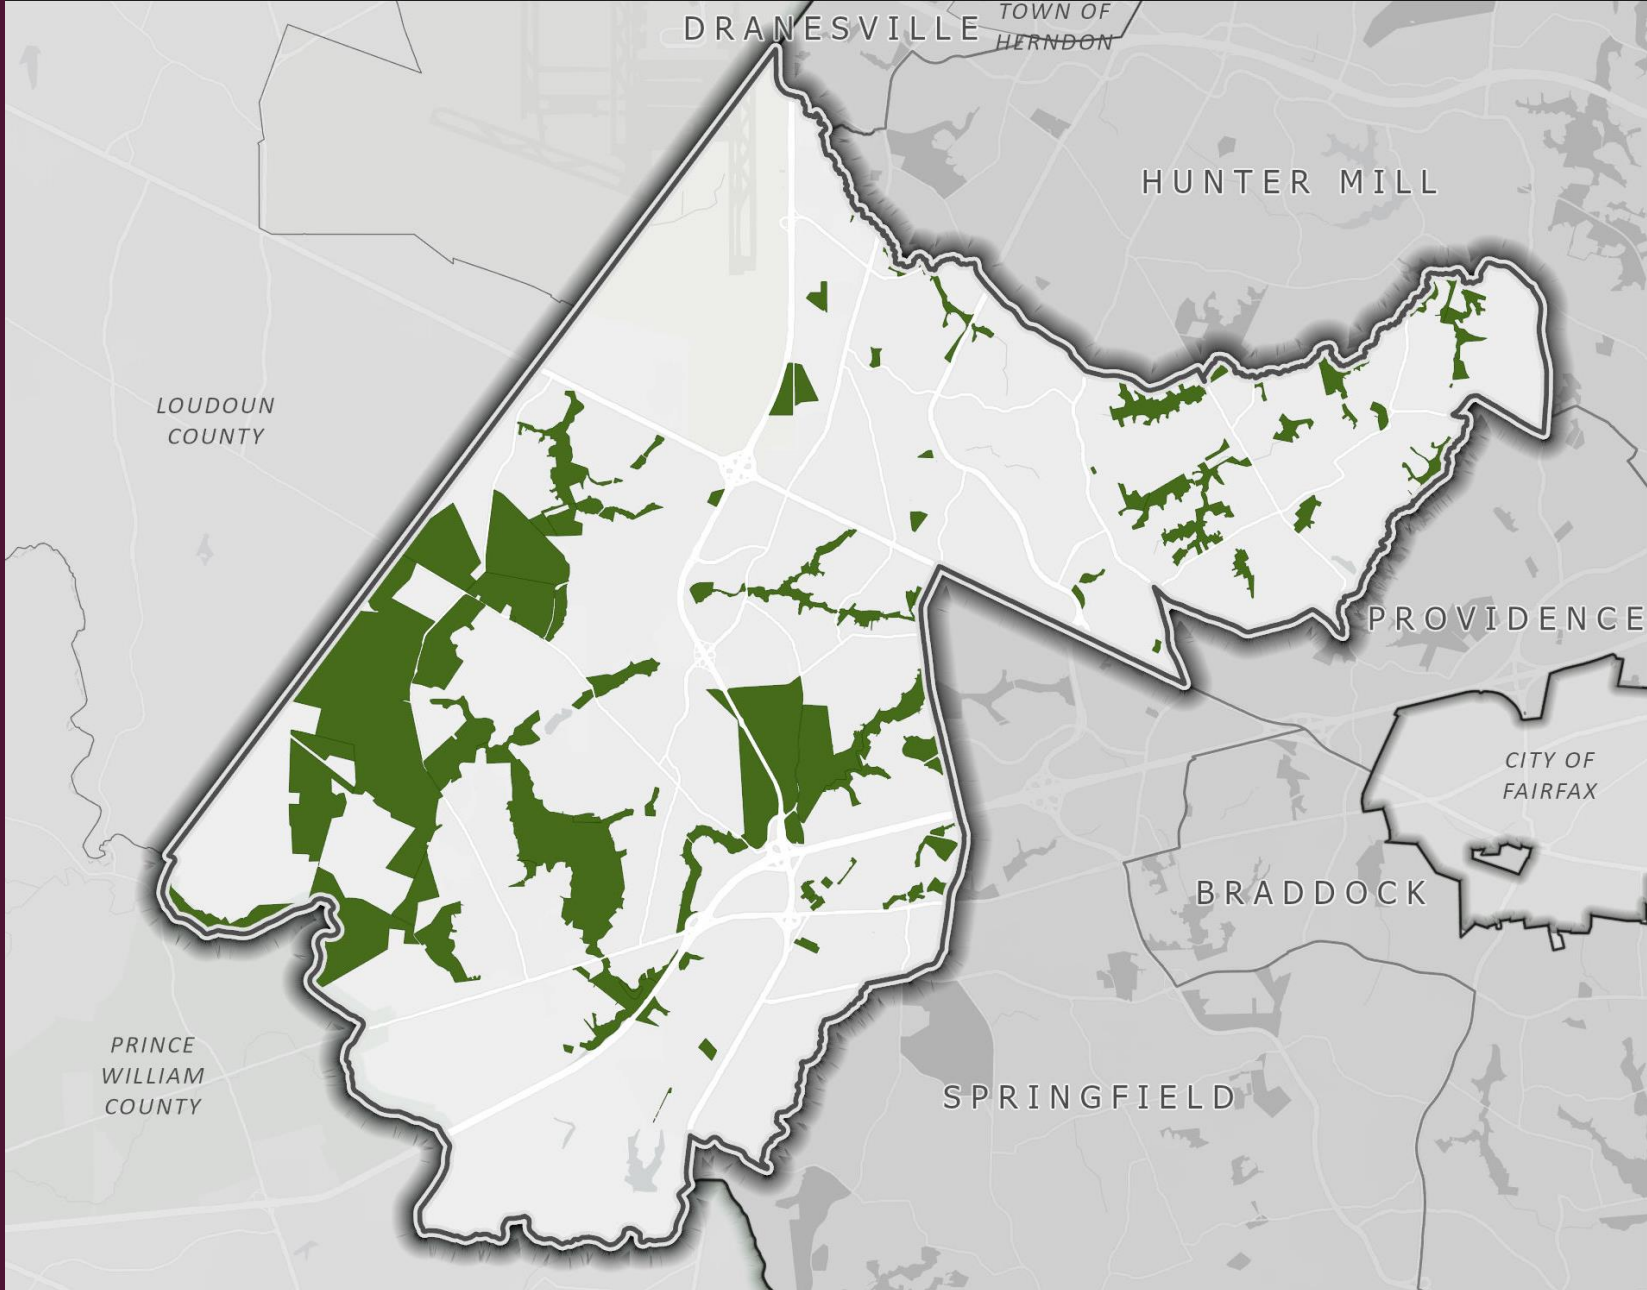 DRANESVILLE
TOWN OF
HERNDON
HUNTER MILL
LOUDOUN
COUNTY
PROVIDENCE
CITY OF
FAIRFAX
BRADDOCK
PRINCE
WILLIAM
COUNTY
SPRINGFIELD